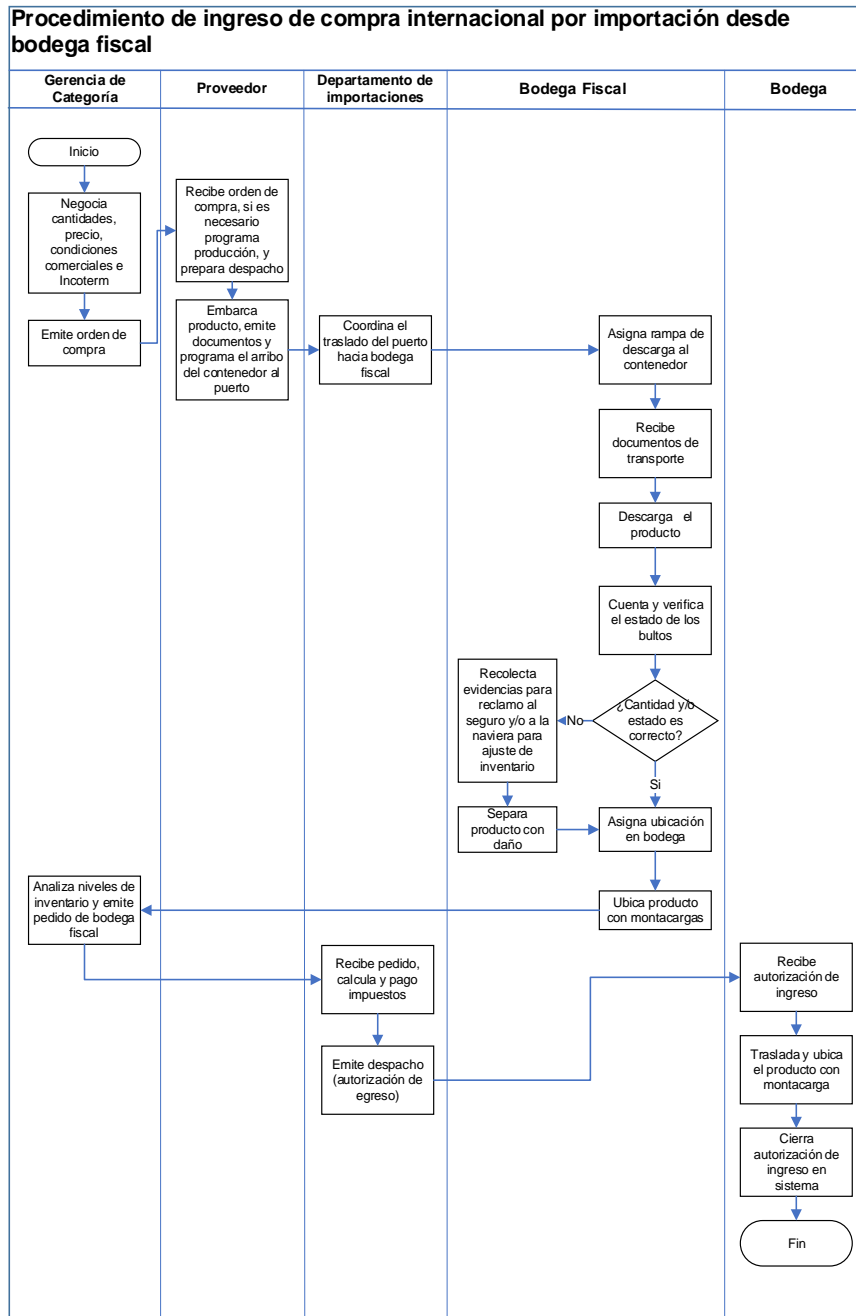 Procedimiento de ingreso de compra internacional por importación desde
bodega fiscal
Gerencia de
Categoría
Proveedor
Departamento de
importaciones
Bodega Fiscal
Bodega
Inicio
Negocia
cantidades,
precio,
condiciones
comerciales e
Incoterm
Emite orden de
compra
Recibe orden de
compra, si es
necesario
programa
producción, y
prepara despacho
Embarca
producto, emite
documentos y
programa el arribo
del contenedor al
puerto
Coordina el
traslado del puerto
hacia bodega
fiscal
Asigna rampa de
descarga al
contenedor
Recibe
documentos de
transporte
Descarga el
producto
Cuenta y verifica
el estado de los
bultos
¿Cantidad y/o
estado es
correcto?
No
Si
Recolecta
evidencias para
reclamo al
seguro y/o a la
naviera para
ajuste de
inventario
Separa
producto con
daño
Asigna ubicación
en bodega
Ubica producto
con montacargas
Analiza niveles de
inventario y emite
pedido de bodega
fiscal
Recibe pedido,
calcula y pago
impuestos
Emite despacho
(autorización de
egreso)
Recibe
autorización de
ingreso
Traslada y ubica
el producto con
montacarga
Cierra
autorización de
ingreso en
sistema
Fin